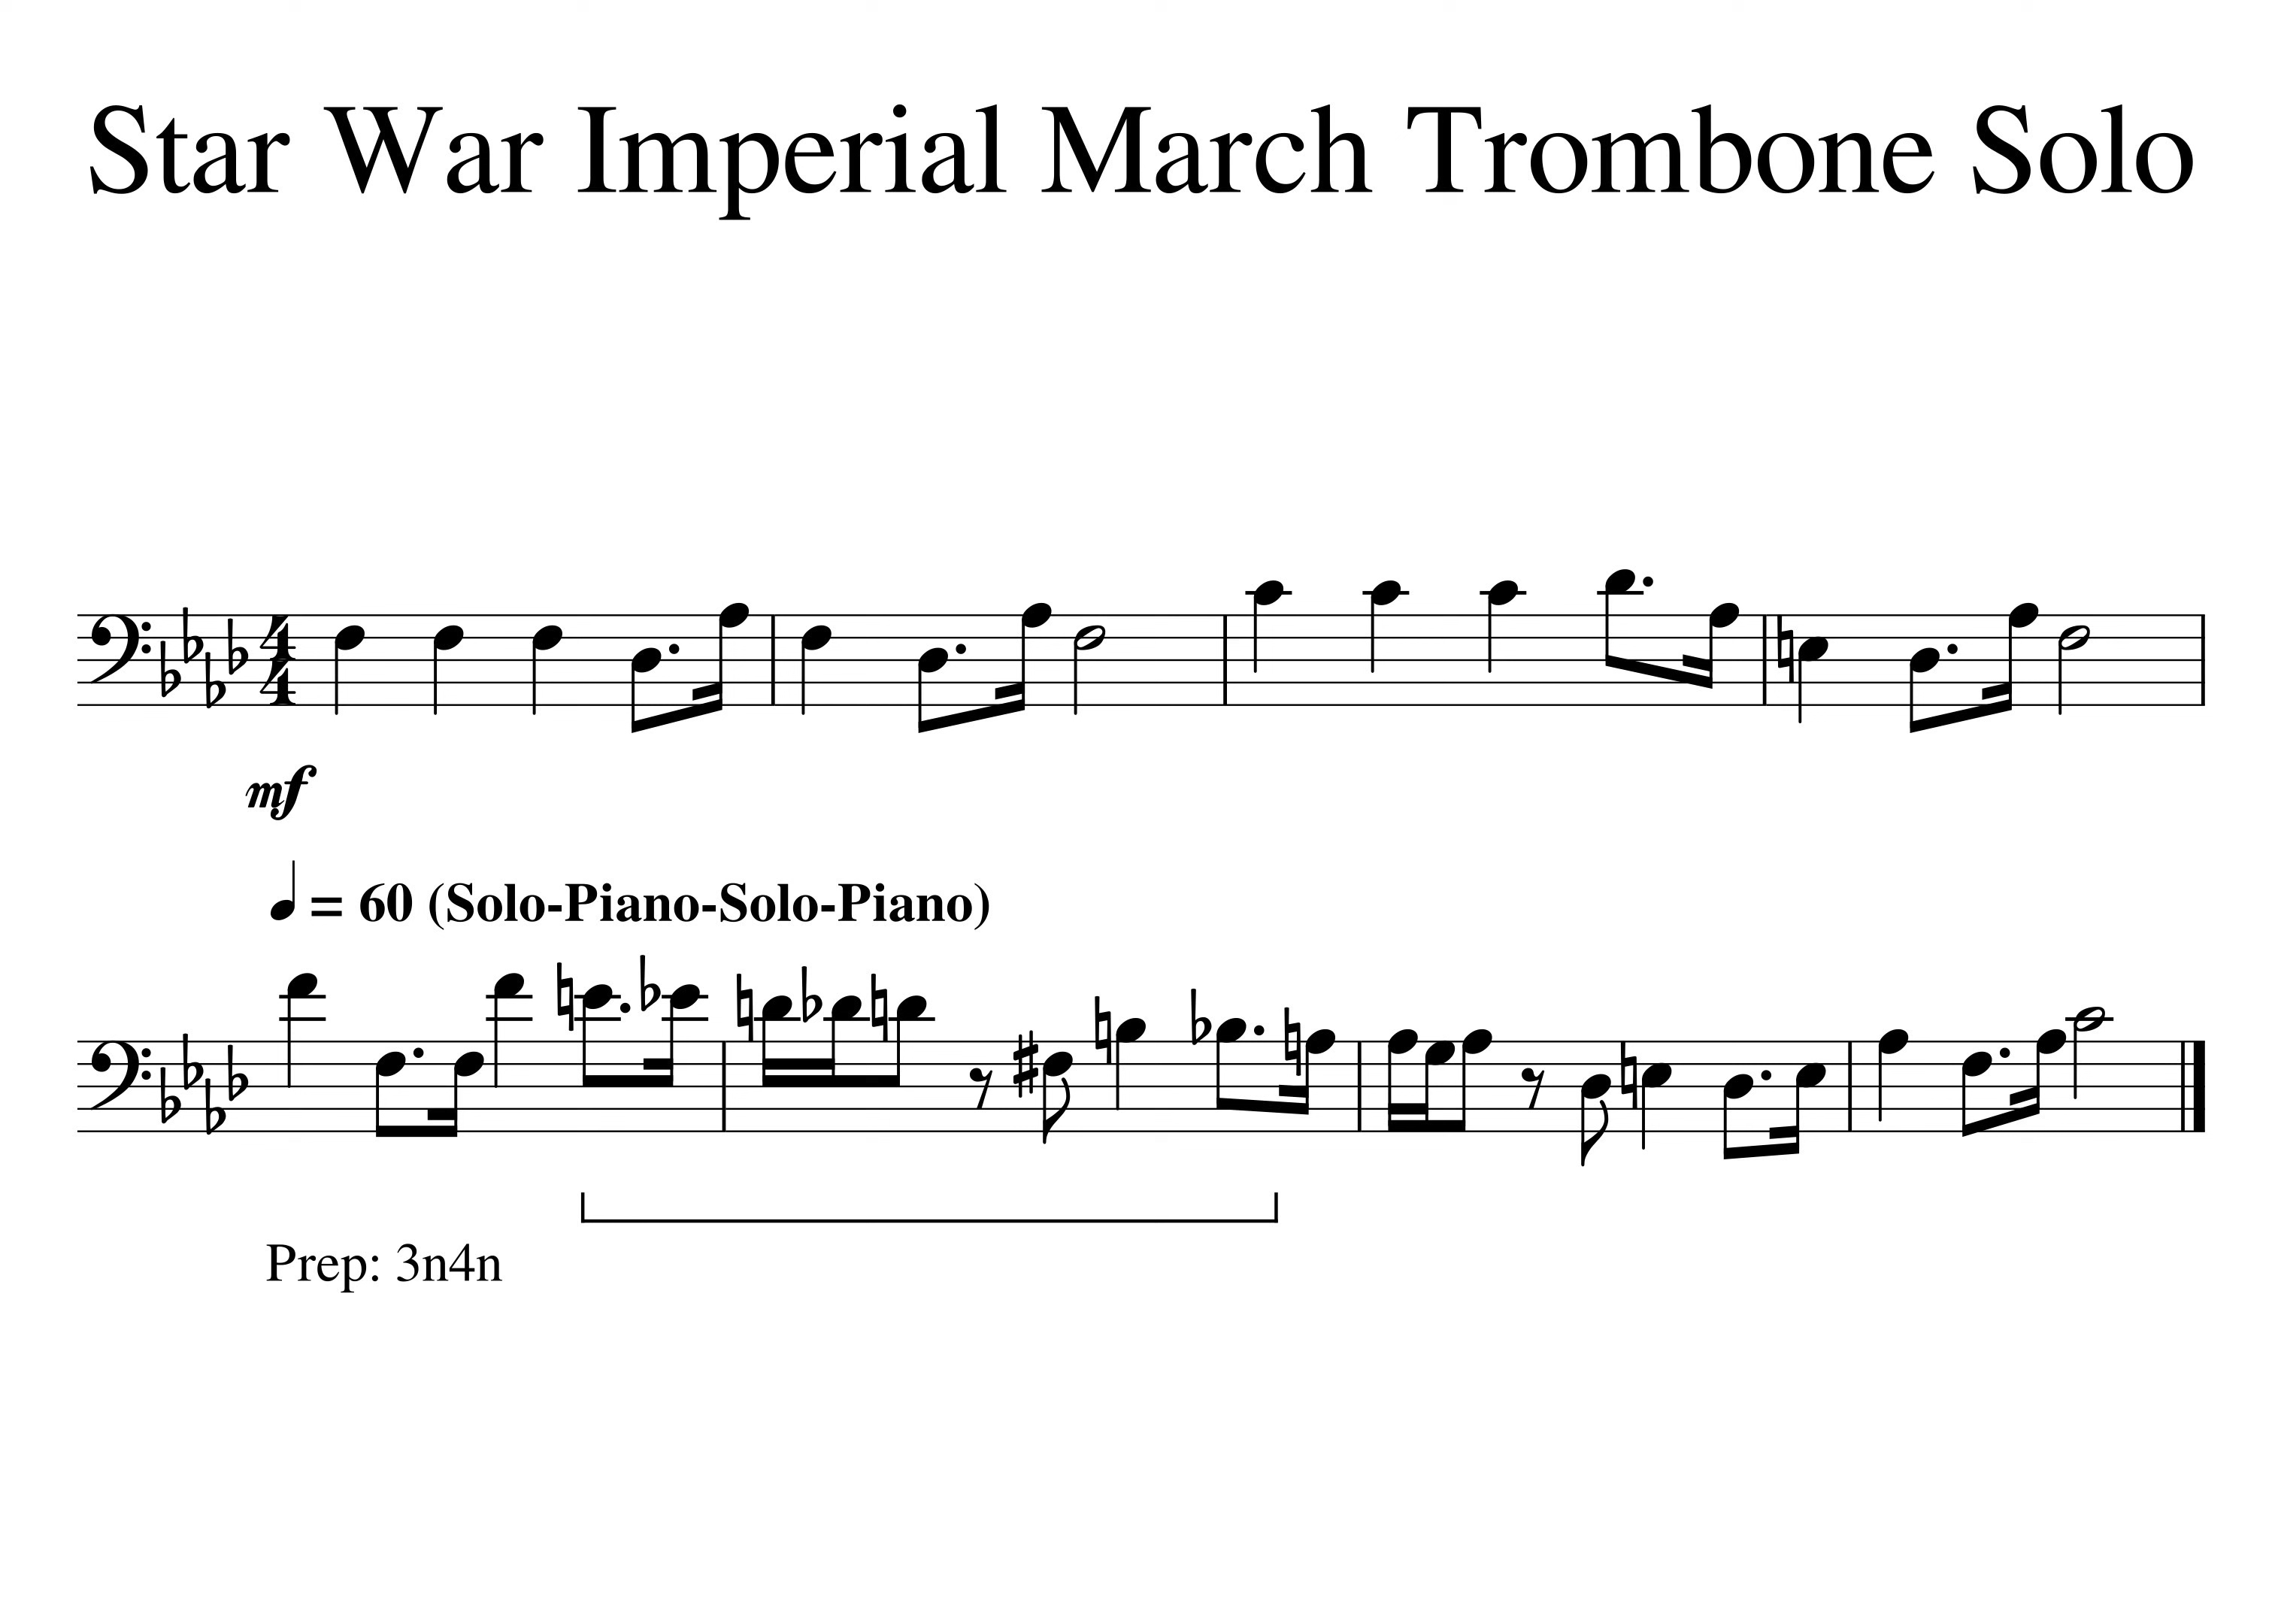 Star War Imperial March Trombone Solo
mf
= 60 (Solo-Piano-Solo-Piano)
Prep: 3n4n